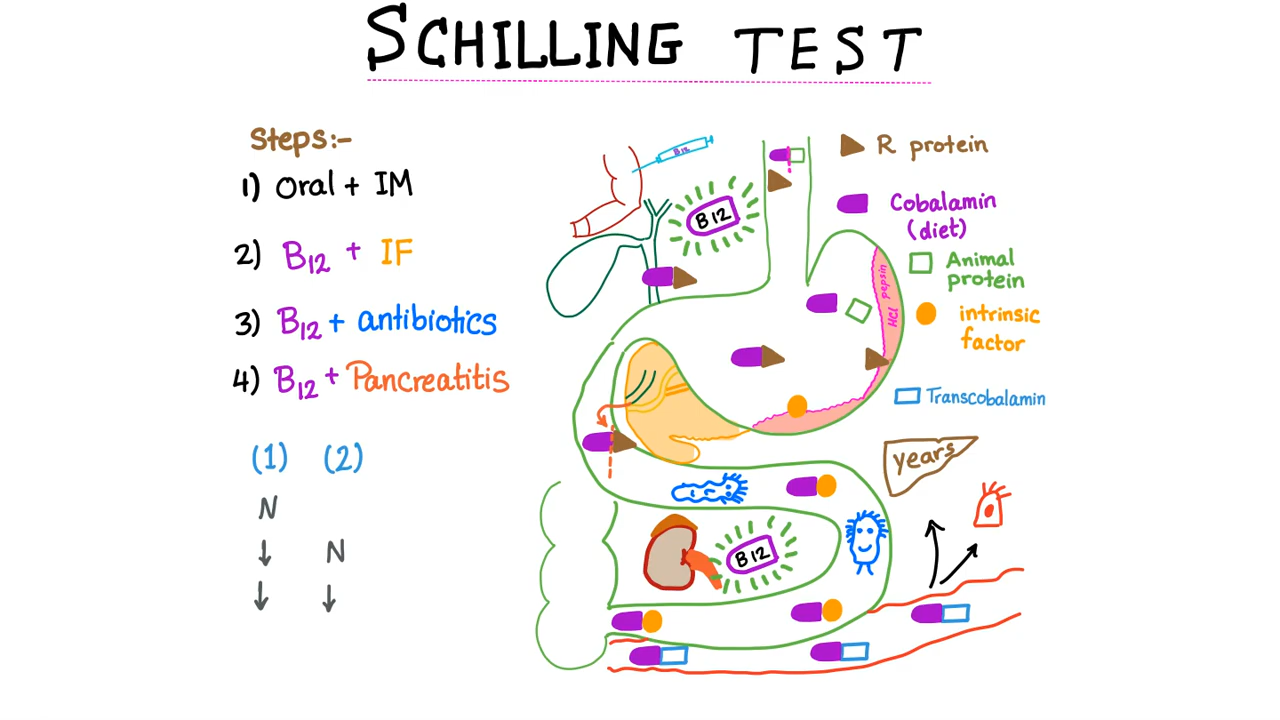 SCHILLING TEST
Steps:-
1) Oral + IM
2) B12 + IF
3) B12 + antibiotics
4) B12 + Pancreatitis
(1) (2)
N
↓ N
↓ ↓
B12
B12
R protein
Cobalamin
(diet)
Animal
protein
intrinsic
factor
Transcobalamin
HCl pepsin
years
B12